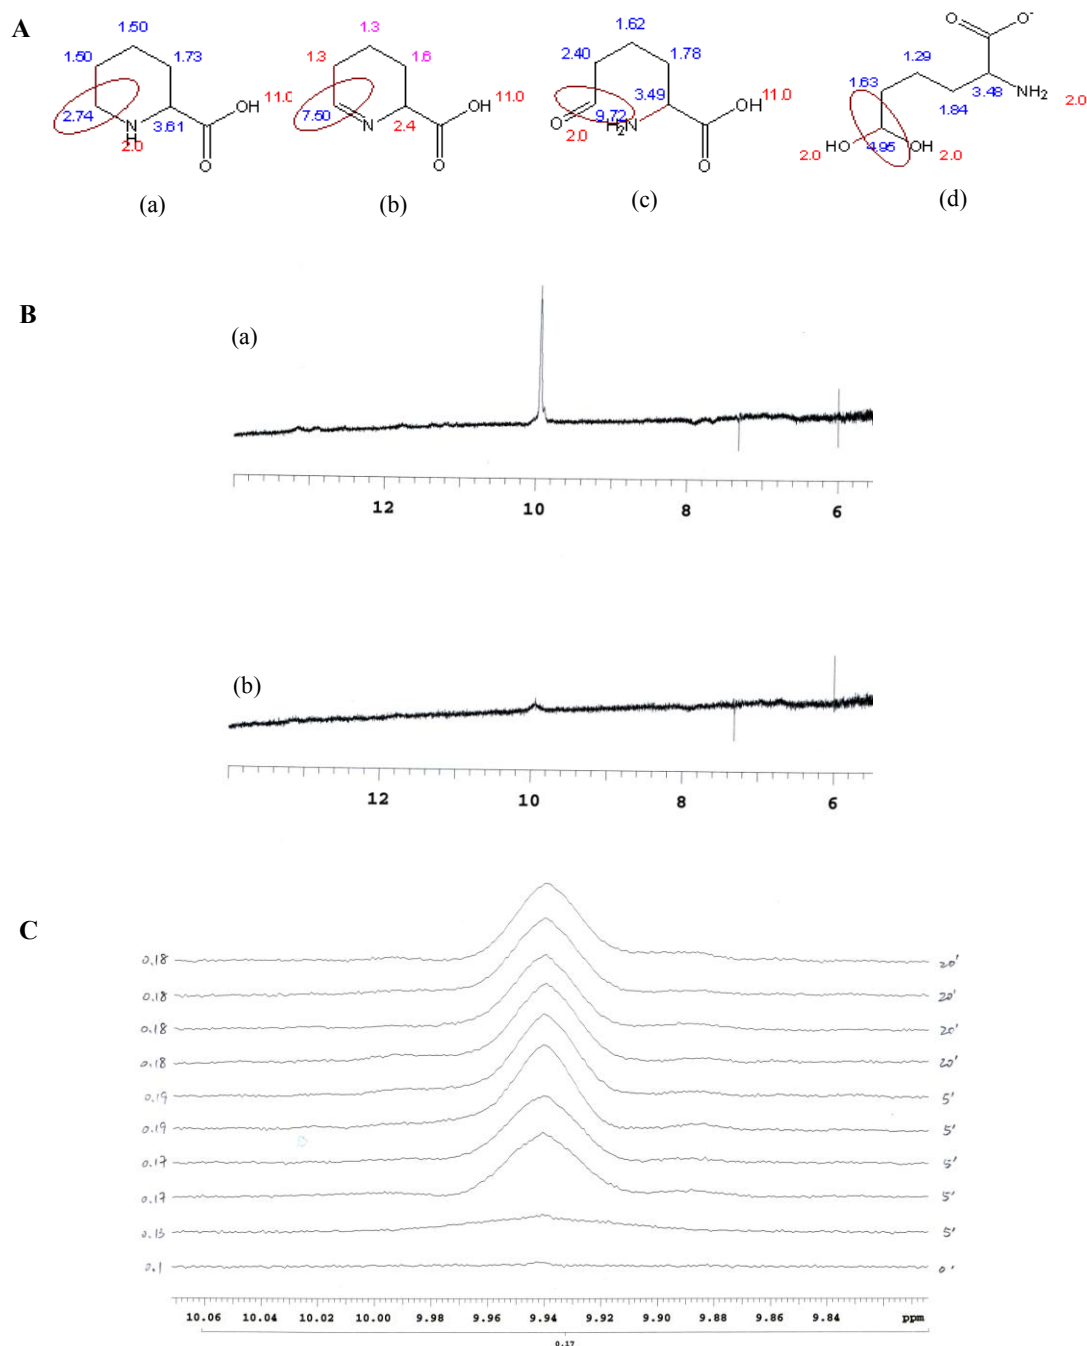 A
1.50
1.50
1.73
2.74
N
H
2.0
3.61
OH
11.0
O
(a)
1.3
1.3
1.6
7.50
N
2.4
OH
11.0
O
(b)
1.62
2.40
1.78
3.49
9.72
O
H2N
2.0
OH
11.0
O
(c)
O
O-
1.29
1.63
3.48
NH2
2.0
1.84
2.0
HO
4.95
OH
2.0
(d)
B
(a)
12 10 8 6
(b)
12 10 8 6
C
0.18 20'
0.18 20'
0.18 20'
0.18 20'
0.19 5'
0.19 5'
0.17 5'
0.17 5'
0.15 5'
0.1 0'
10.06 10.04 10.02 10.00 9.98 9.96 9.94 9.92 9.90 9.88 9.86 9.84 ppm
0.17